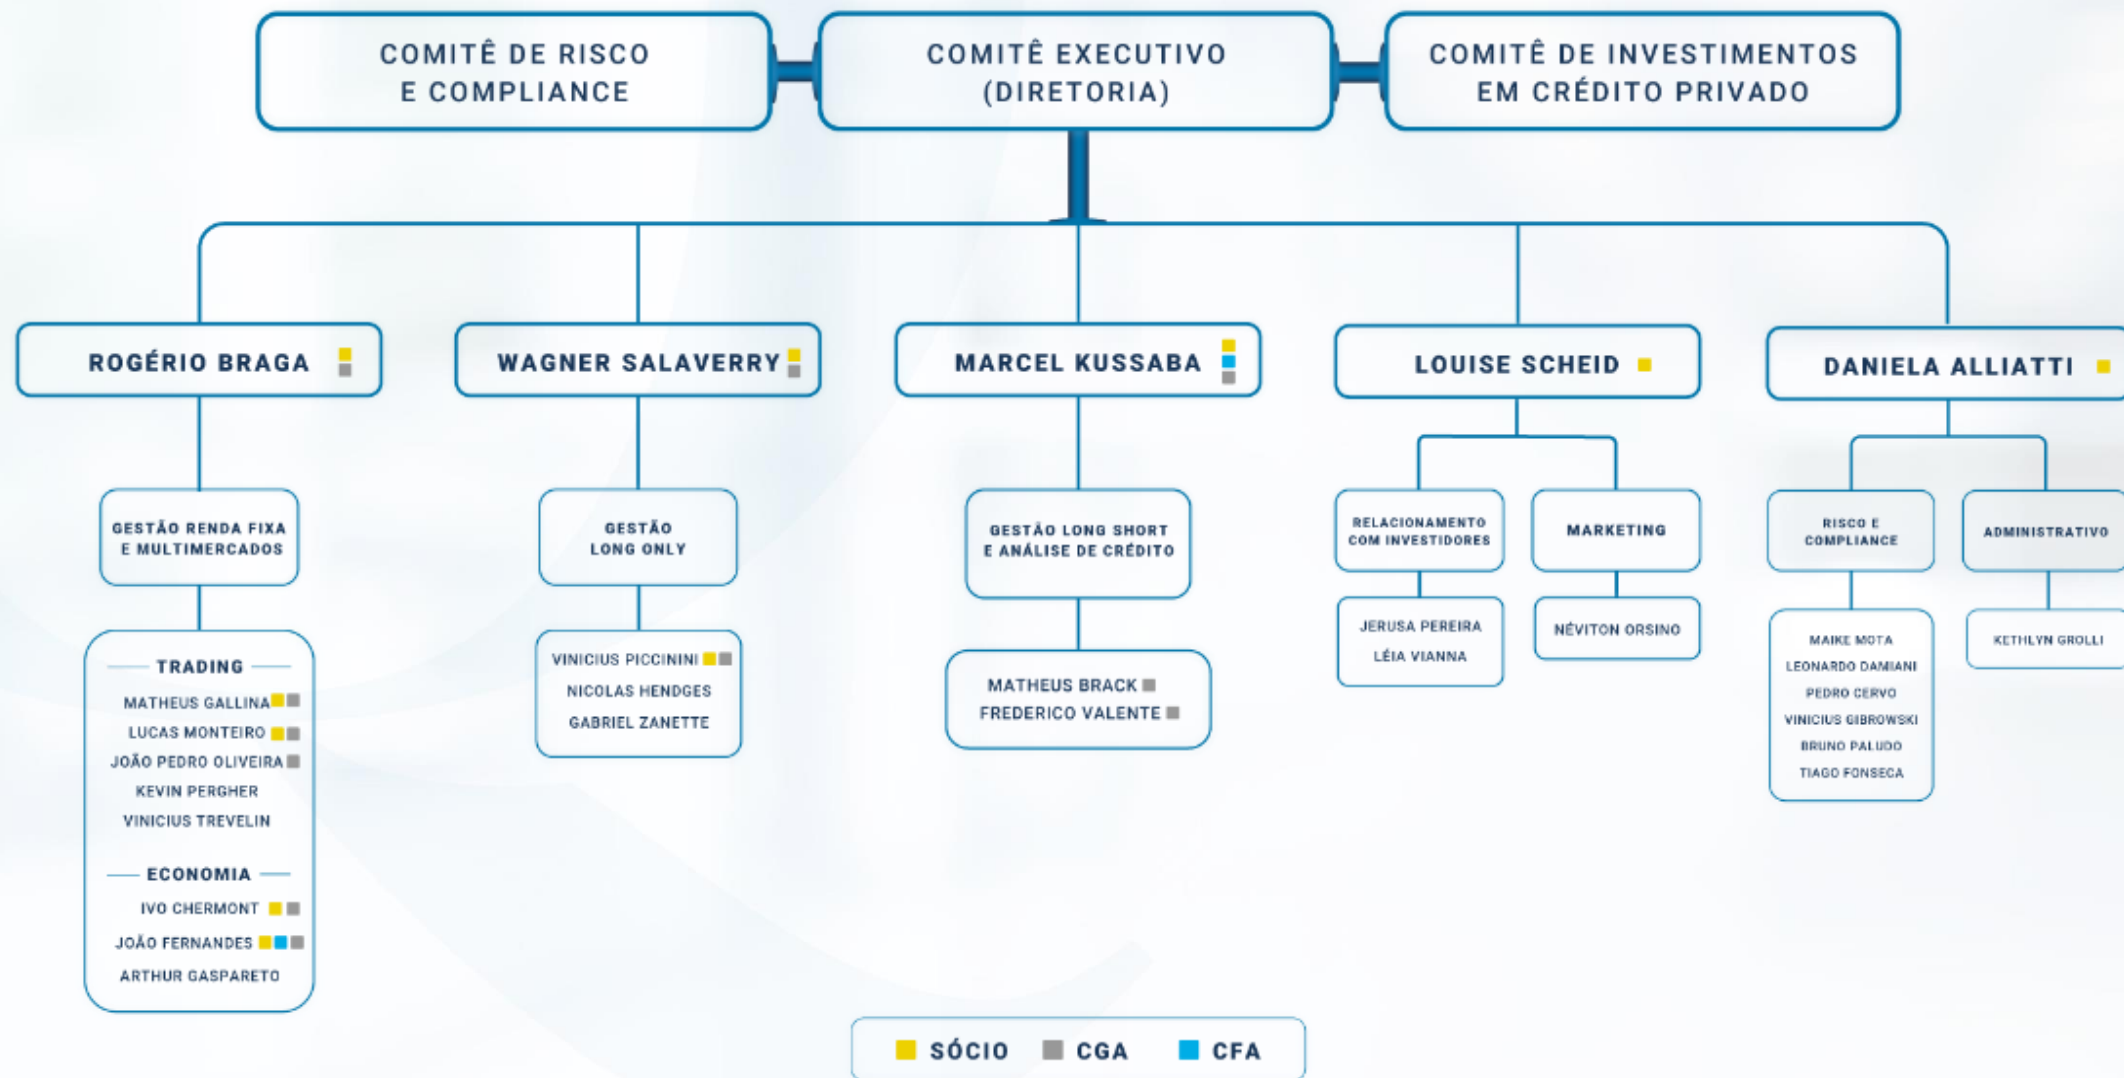 COMITÊ DE RISCO
E COMPLIANCE
COMITÊ EXECUTIVO
(DIRETORIA)
COMITÊ DE INVESTIMENTOS
EM CRÉDITO PRIVADO
ROGÉRIO BRAGA
WAGNER SALAVERRY
MARCEL KUSSABA
LOUISE SCHEID
DANIELA ALLIATTI
GESTÃO RENDA FIXA
E MULTIMERCADOS
GESTÃO
LONG ONLY
GESTÃO LONG SHORT
E ANÁLISE DE CRÉDITO
RELACIONAMENTO
COM INVESTIDORES
MARKETING
RISCO E
COMPLIANCE
ADMINISTRATIVO
TRADING
MATHEUS GALLINA
LUCAS MONTEIRO
JOÃO PEDRO OLIVEIRA
KEVIN PERGHER
VINICIUS TREVELIN
ECONOMIA
IVO CHERMONT
JOÃO FERNANDES
ARTHUR GASPARETO
VINICIUS PICCININI
NICOLAS HENDGES
GABRIEL ZANETTE
MATHEUS BRACK
FREDERICO VALENTE
JERUSA PEREIRA
LÉIA VIANNA
NÉVITON ORSINO
MAIKE MOTA
LEONARDO DAMIANI
PEDRO CERVO
VINICIUS GIBROWSKI
BRUNO PALUDO
TIAGO FONSECA
KETHLYN GROLLI
SÓCIO CGA CFA